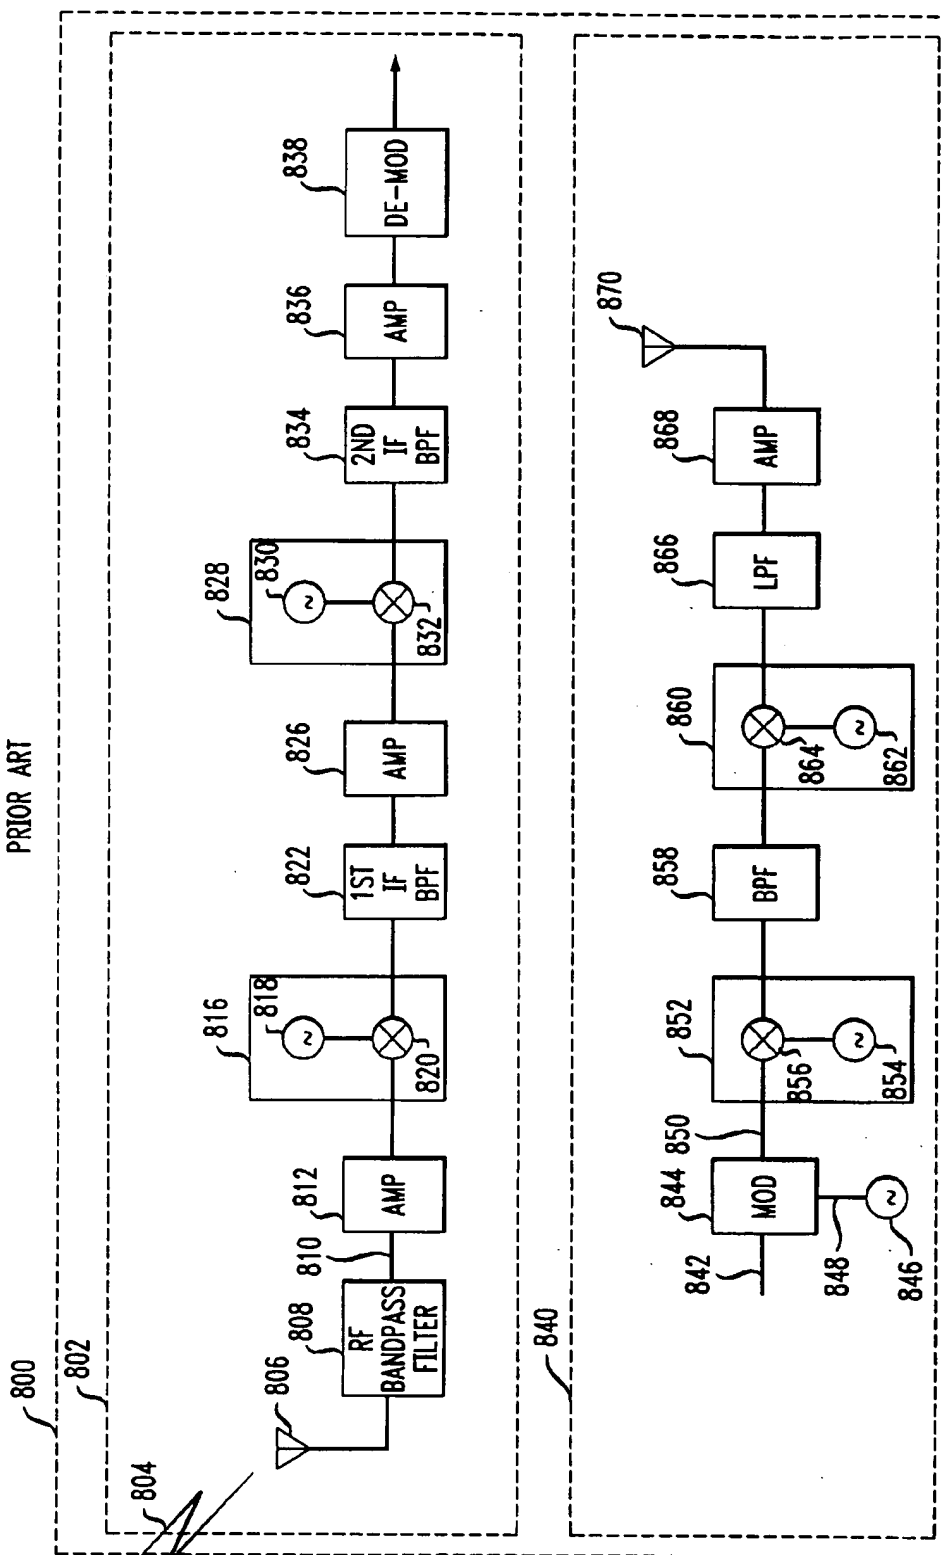 PRIOR ART
800
802
804
806
808
RF
BANDPASS
FILTER
810
812
AMP
816
818
820
822
1ST
IF
BPF
826
AMP
828
830
832
834
2ND
IF
BPF
836
AMP
838
DE-MOD
840
842
844
MOD
846
848
850
852
854
856
858
BPF
860
862
864
866
LPF
868
AMP
870